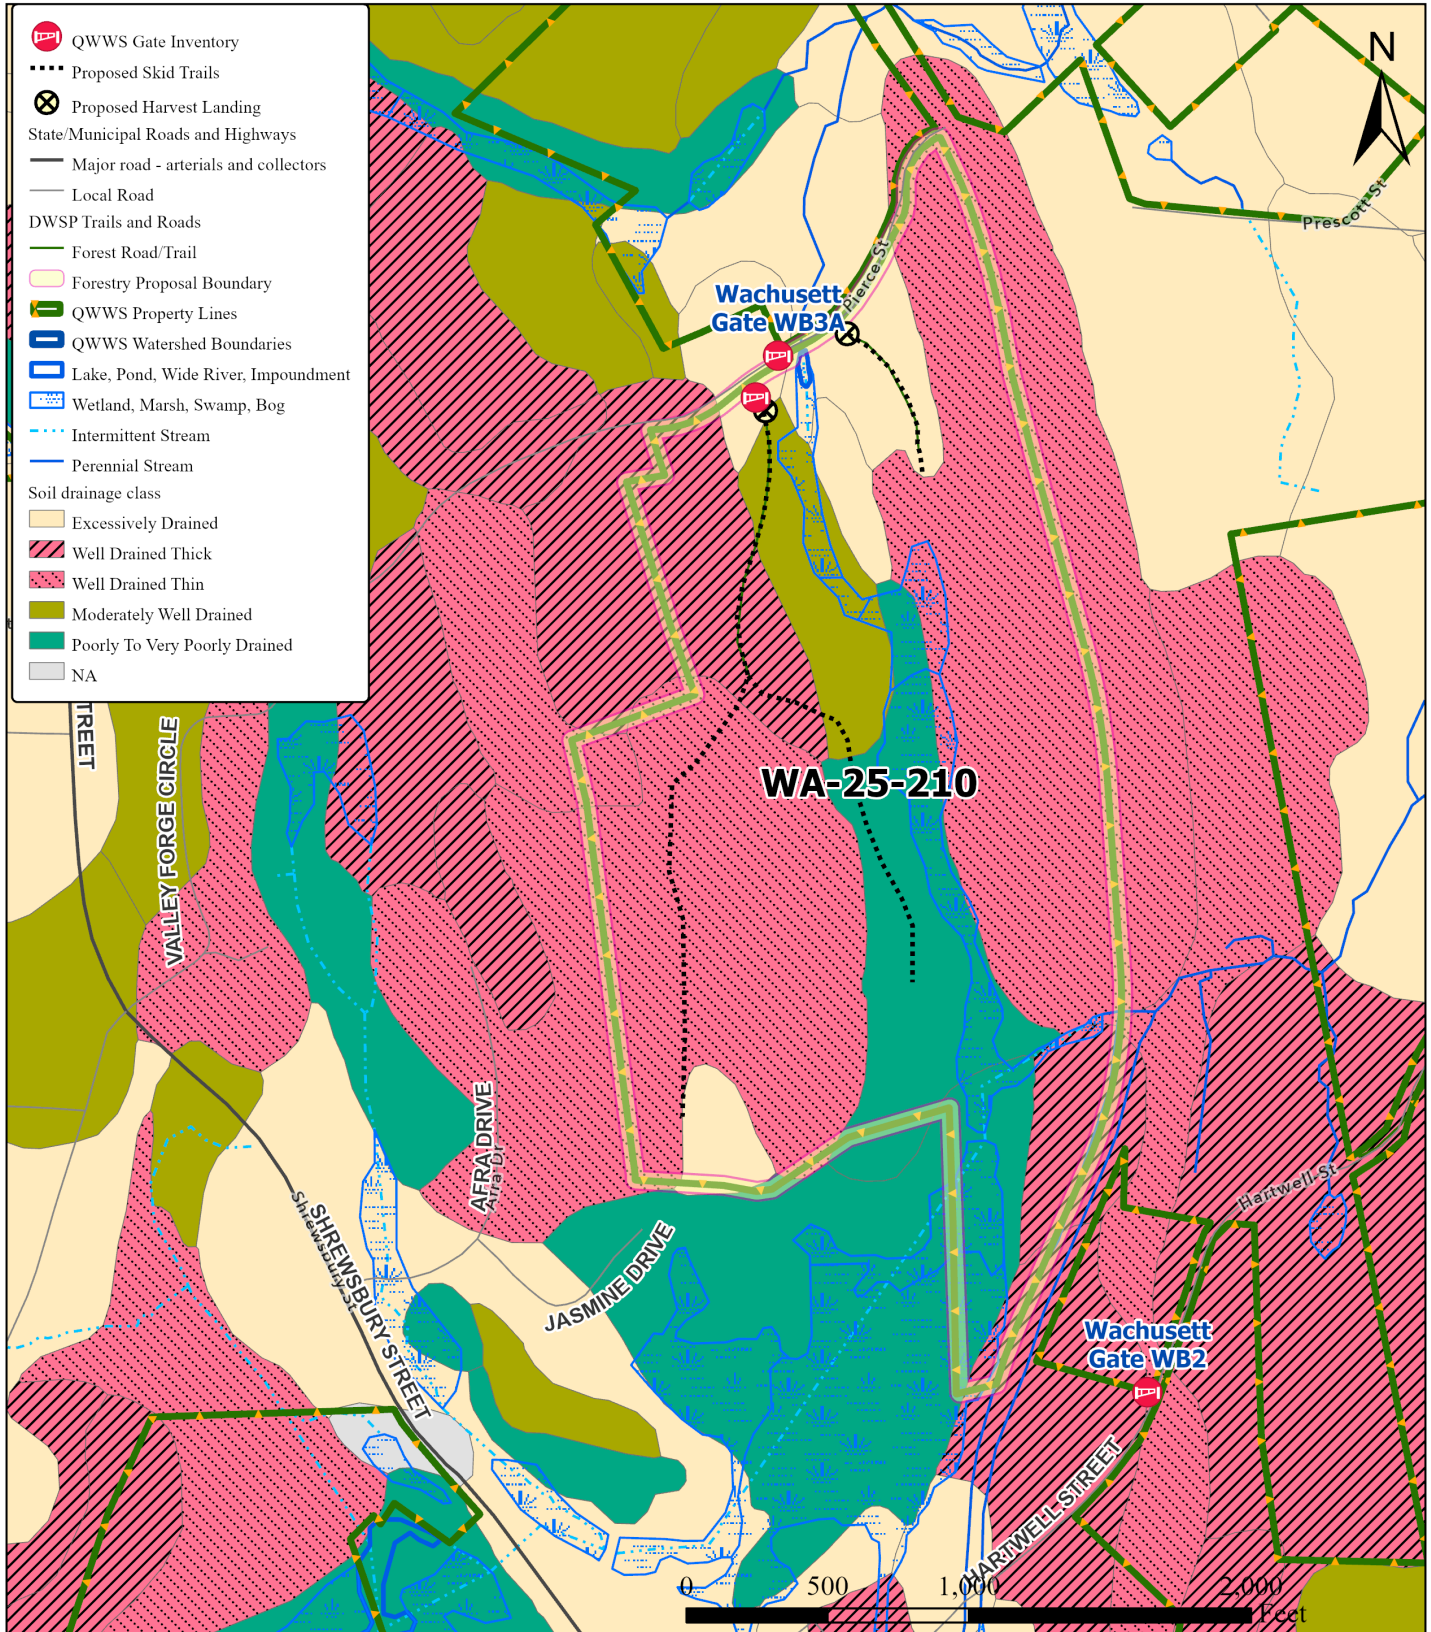 QWWS Gate Inventory
Proposed Skid Trails
Proposed Harvest Landing
State/Municipal Roads and Highways
Major road - arterials and collectors
Local Road
DWSP Trails and Roads
Forest Road/Trail
Forestry Proposal Boundary
QWWS Property Lines
QWWS Watershed Boundaries
Lake, Pond, Wide River, Impoundment
Wetland, Marsh, Swamp, Bog
Intermittent Stream
Perennial Stream
Soil drainage class
Excessively Drained
Well Drained Thick
Well Drained Thin
Moderately Well Drained
Poorly To Very Poorly Drained
NA
N
Prescott St
Pierce St
Wachusett
Gate WB3A
WA-25-210
TREET
VALLEY FORGE CIRCLE
AFRA DRIVE
Afra Dr
JASMINE DRIVE
SHREWSBURY STREET
Shrewsbury St
Hartwell St
Wachusett
Gate WB2
HARTWELL STREET
0 500 1,000 2,000
Feet